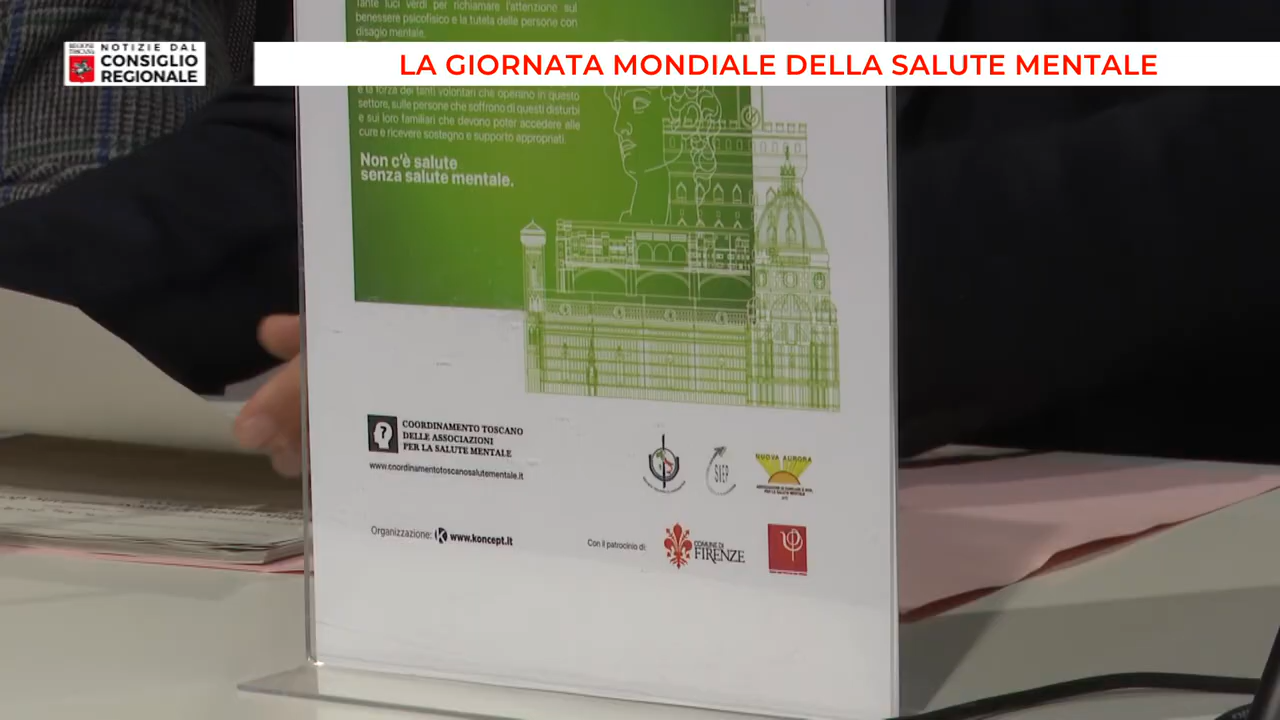 Tante luci verdi per richiamare l'attenzione sul
benessere psicofisico e la tutela delle persone con
disagio mentale.
REGIONE
TOSCANA
NOTIZIE DAL
CONSIGLIO
REGIONALE
LA GIORNATA MONDIALE DELLA SALUTE MENTALE
e la forza dei tanti volontari che operano in questo
settore, sulle persone che soffrono di questi disturbi
e sui loro familiari che devono poter accedere alle
cure e ricevere sostegno e supporto appropriati.
Non c'è salute
senza salute mentale.
COORDINAMENTO TOSCANO
DELLE ASSOCIAZIONI
PER LA SALUTE MENTALE
www.coordinamentotoscanosalutementale.it
SIEP
NUOVA AURORA
Organizzazione: K www.koncept.it
Con il patrocinio di:
COMUNE DI
FIRENZE